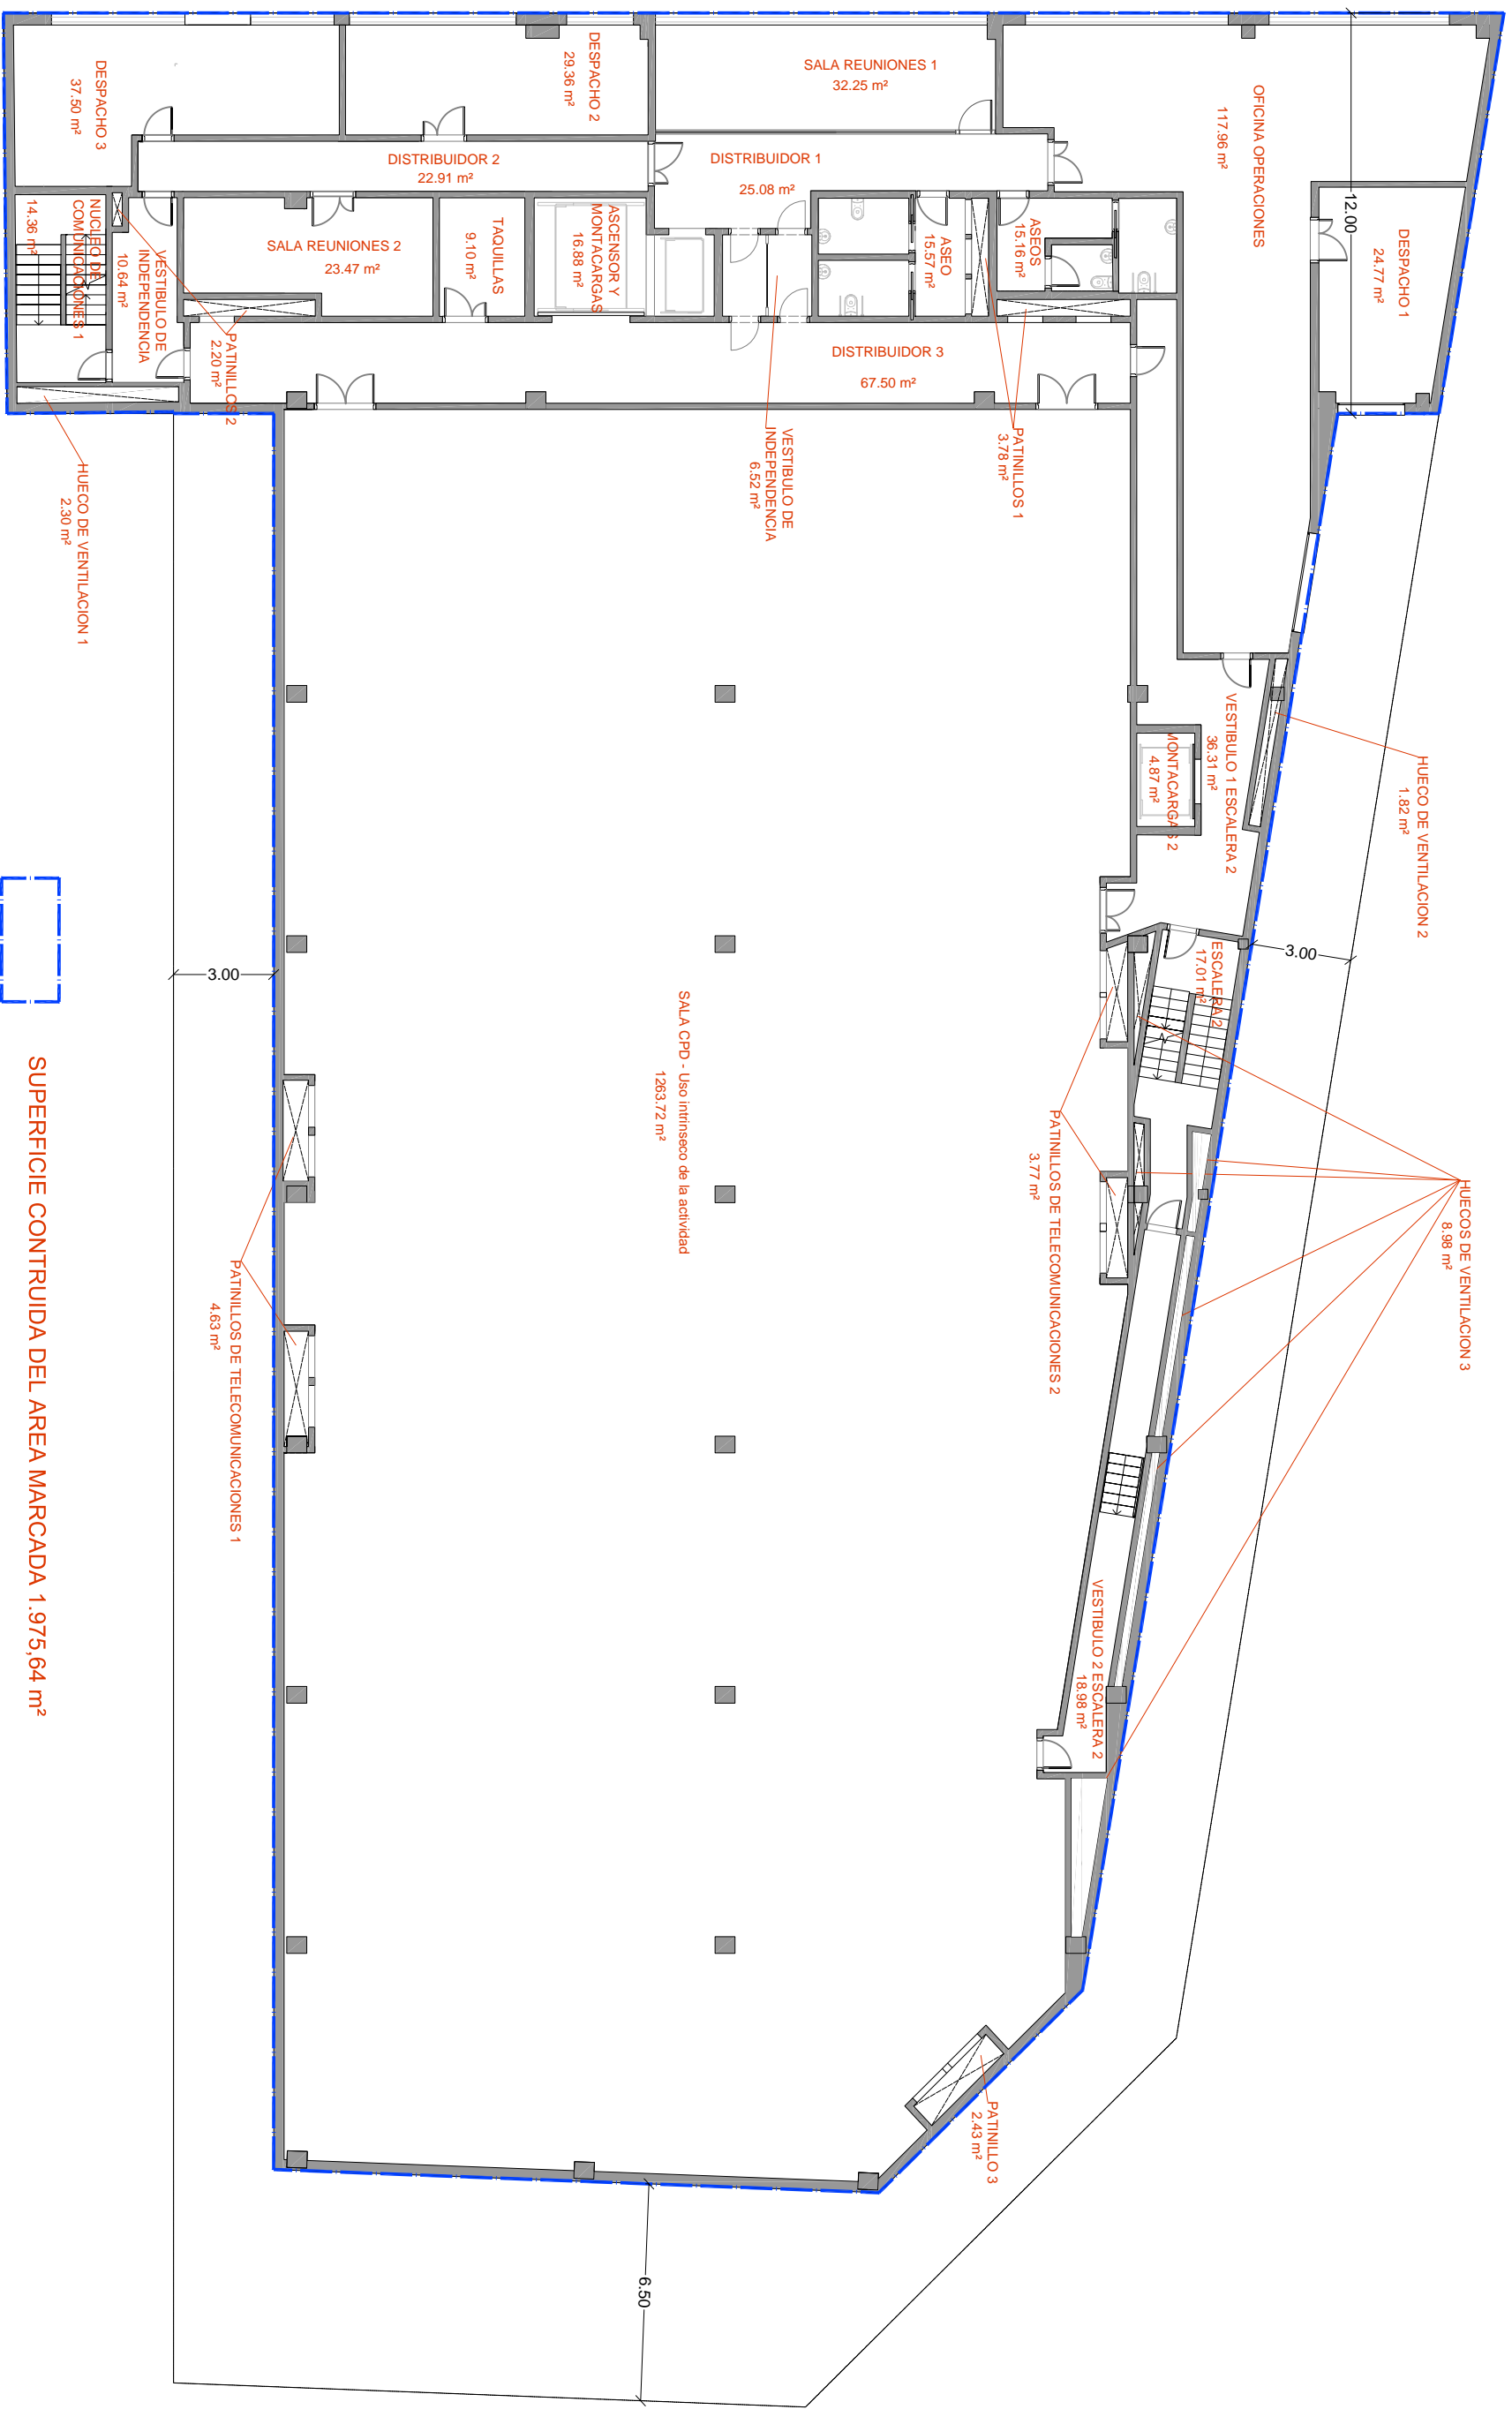 DESPACHO 3
37.50 m²
DESPACHO 2
29.36 m²
SALA REUNIONES 1
32.25 m²
OFICINA OPERACIONES
117.96 m²
12.00
DESPACHO 1
24.77 m²
DISTRIBUIDOR 2
22.91 m²
DISTRIBUIDOR 1
25.08 m²
NUCLEO DE
COMUNICACIONES 1
14.36 m²
VESTIBULO DE
INDEPENDENCIA
10.64 m²
SALA REUNIONES 2
23.47 m²
TAQUILLAS
9.10 m²
ASCENSOR Y
MONTACARGAS
16.88 m²
ASEO
15.57 m²
ASEOS
15.16 m²
PATINILLOS 2
2.20 m²
DISTRIBUIDOR 3
67.50 m²
HUECO DE VENTILACION 1
2.30 m²
VESTIBULO DE
INDEPENDENCIA
6.52 m²
PATINILLOS 1
3.78 m²
VESTIBULO 1 ESCALERA 2
36.31 m²
MONTACARGAS 2
4.87 m²
HUECO DE VENTILACION 2
1.82 m²
3.00
3.00
ESCALERA 2
17.01 m²
SALA CPD - Uso intrinseco de la actividad
1263.72 m²
PATINILLOS DE TELECOMUNICACIONES 2
3.77 m²
HUECOS DE VENTILACION 3
8.98 m²
PATINILLOS DE TELECOMUNICACIONES 1
4.63 m²
VESTIBULO 2 ESCALERA 2
18.98 m²
PATINILLO 3
2.43 m²
6.50
SUPERFICIE CONTRUIDA DEL AREA MARCADA 1.975,64 m²